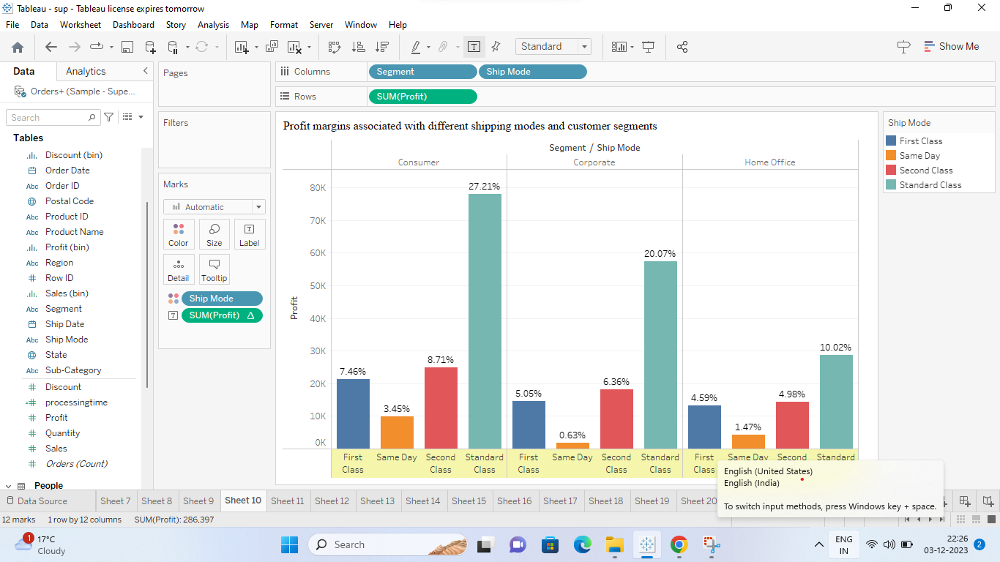 Tableau - sup - Tableau license expires tomorrow
File Data Worksheet Dashboard Story Analysis Map Format Server Window Help
Standard
Show Me
Data Analytics
Orders+ (Sample - Supe...
Search
Tables
Discount (bin)
Order Date
Abc Order ID
Postal Code
Abc Product ID
Abc Product Name
Profit (bin)
Abc Region
Row ID
Sales (bin)
Abc Segment
Ship Date
Abc Ship Mode
State
Abc Sub-Category
Discount
processingtime
Profit
Quantity
Sales
Orders (Count)
People
Pages
Filters
Marks
Automatic
Color Size Label
Detail Tooltip
Ship Mode
SUM(Profit)
Columns Segment Ship Mode
Rows SUM(Profit)
Profit margins associated with different shipping modes and customer segments
Segment / Ship Mode
Consumer Corporate Home Office
Profit
80K
70K
60K
50K
40K
30K
20K
10K
0K
7.46% 3.45% 8.71% 27.21%
5.05% 0.63% 6.36% 20.07%
4.59% 1.47% 4.98% 10.02%
First Same Day Second Standard First Same Day Second Standard First Same Day Second Standard
Class Class Class Class Class Class Class
Ship Mode
First Class
Same Day
Second Class
Standard Class
English (United States)
English (India)
To switch input methods, press Windows key + space.
Data Source Sheet 7 Sheet 8 Sheet 9 Sheet 10 Sheet 11 Sheet 12 Sheet 13 Sheet 14 Sheet 15 Sheet 16 Sheet 17 Sheet 18 Sheet 19 Sheet 20
12 marks 1 row by 12 columns SUM(Profit): 286,397
1
17°C
Cloudy
Search
ENG
IN
22:26
03-12-2023
2